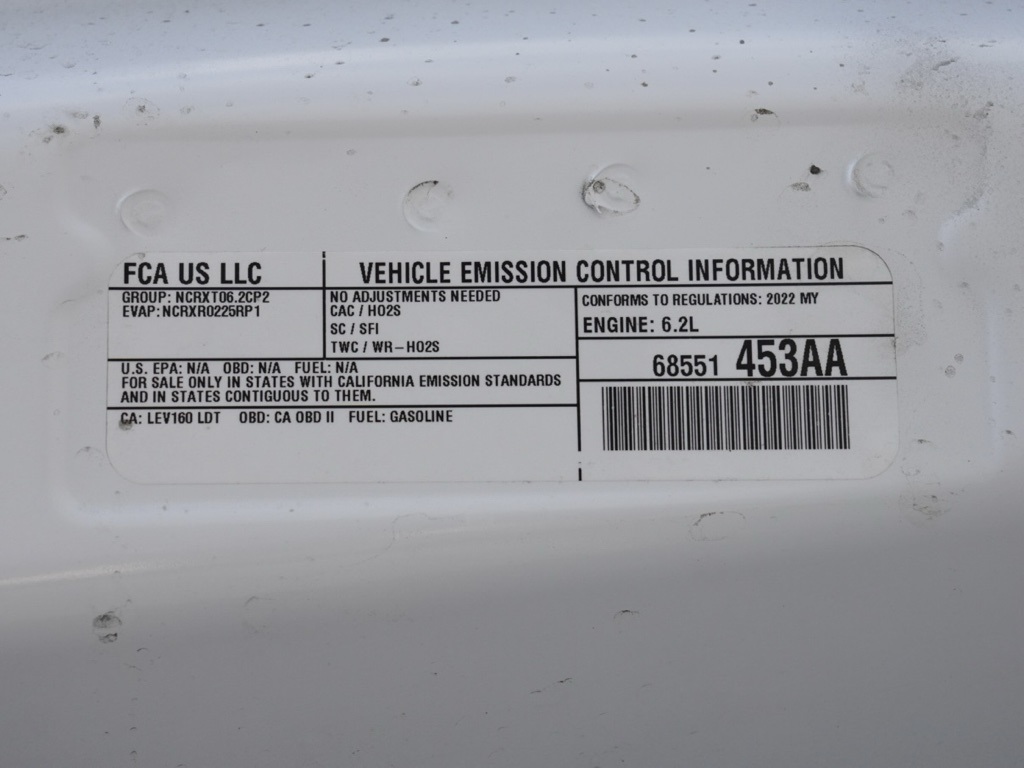 FCA US LLC
VEHICLE EMISSION CONTROL INFORMATION
GROUP: NCRXT06.2CP2
EVAP: NCRXR0225RP1
NO ADJUSTMENTS NEEDED
CAC / HO2S
SC / SFI
TWC / WR-HO2S
CONFORMS TO REGULATIONS: 2022 MY
ENGINE: 6.2L
68551 453AA
U.S. EPA: N/A OBD: N/A FUEL: N/A
FOR SALE ONLY IN STATES WITH CALIFORNIA EMISSION STANDARDS
AND IN STATES CONTIGUOUS TO THEM.
CA: LEV160 LDT OBD: CA OBD II FUEL: GASOLINE